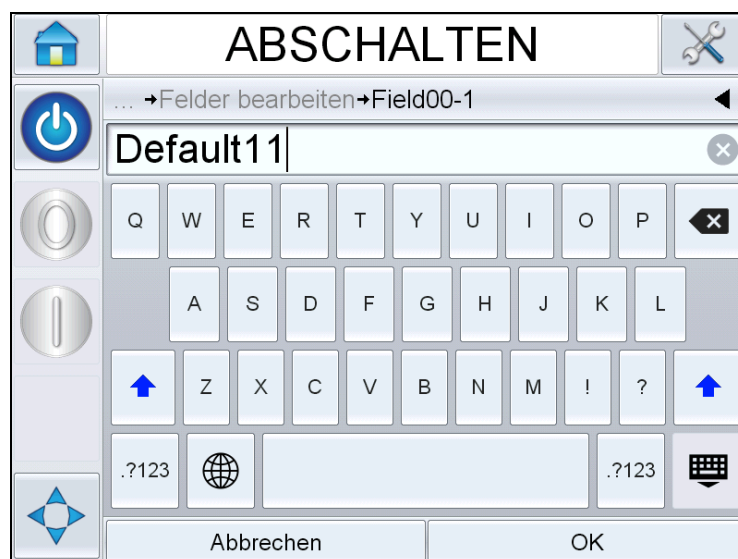 ABSCHALTEN
... →Felder bearbeiten→Field00-1
Default11
Q W E R T Y U I O P
A S D F G H J K L
Z X C V B N M ! ?
.?123 .?123
Abbrechen OK